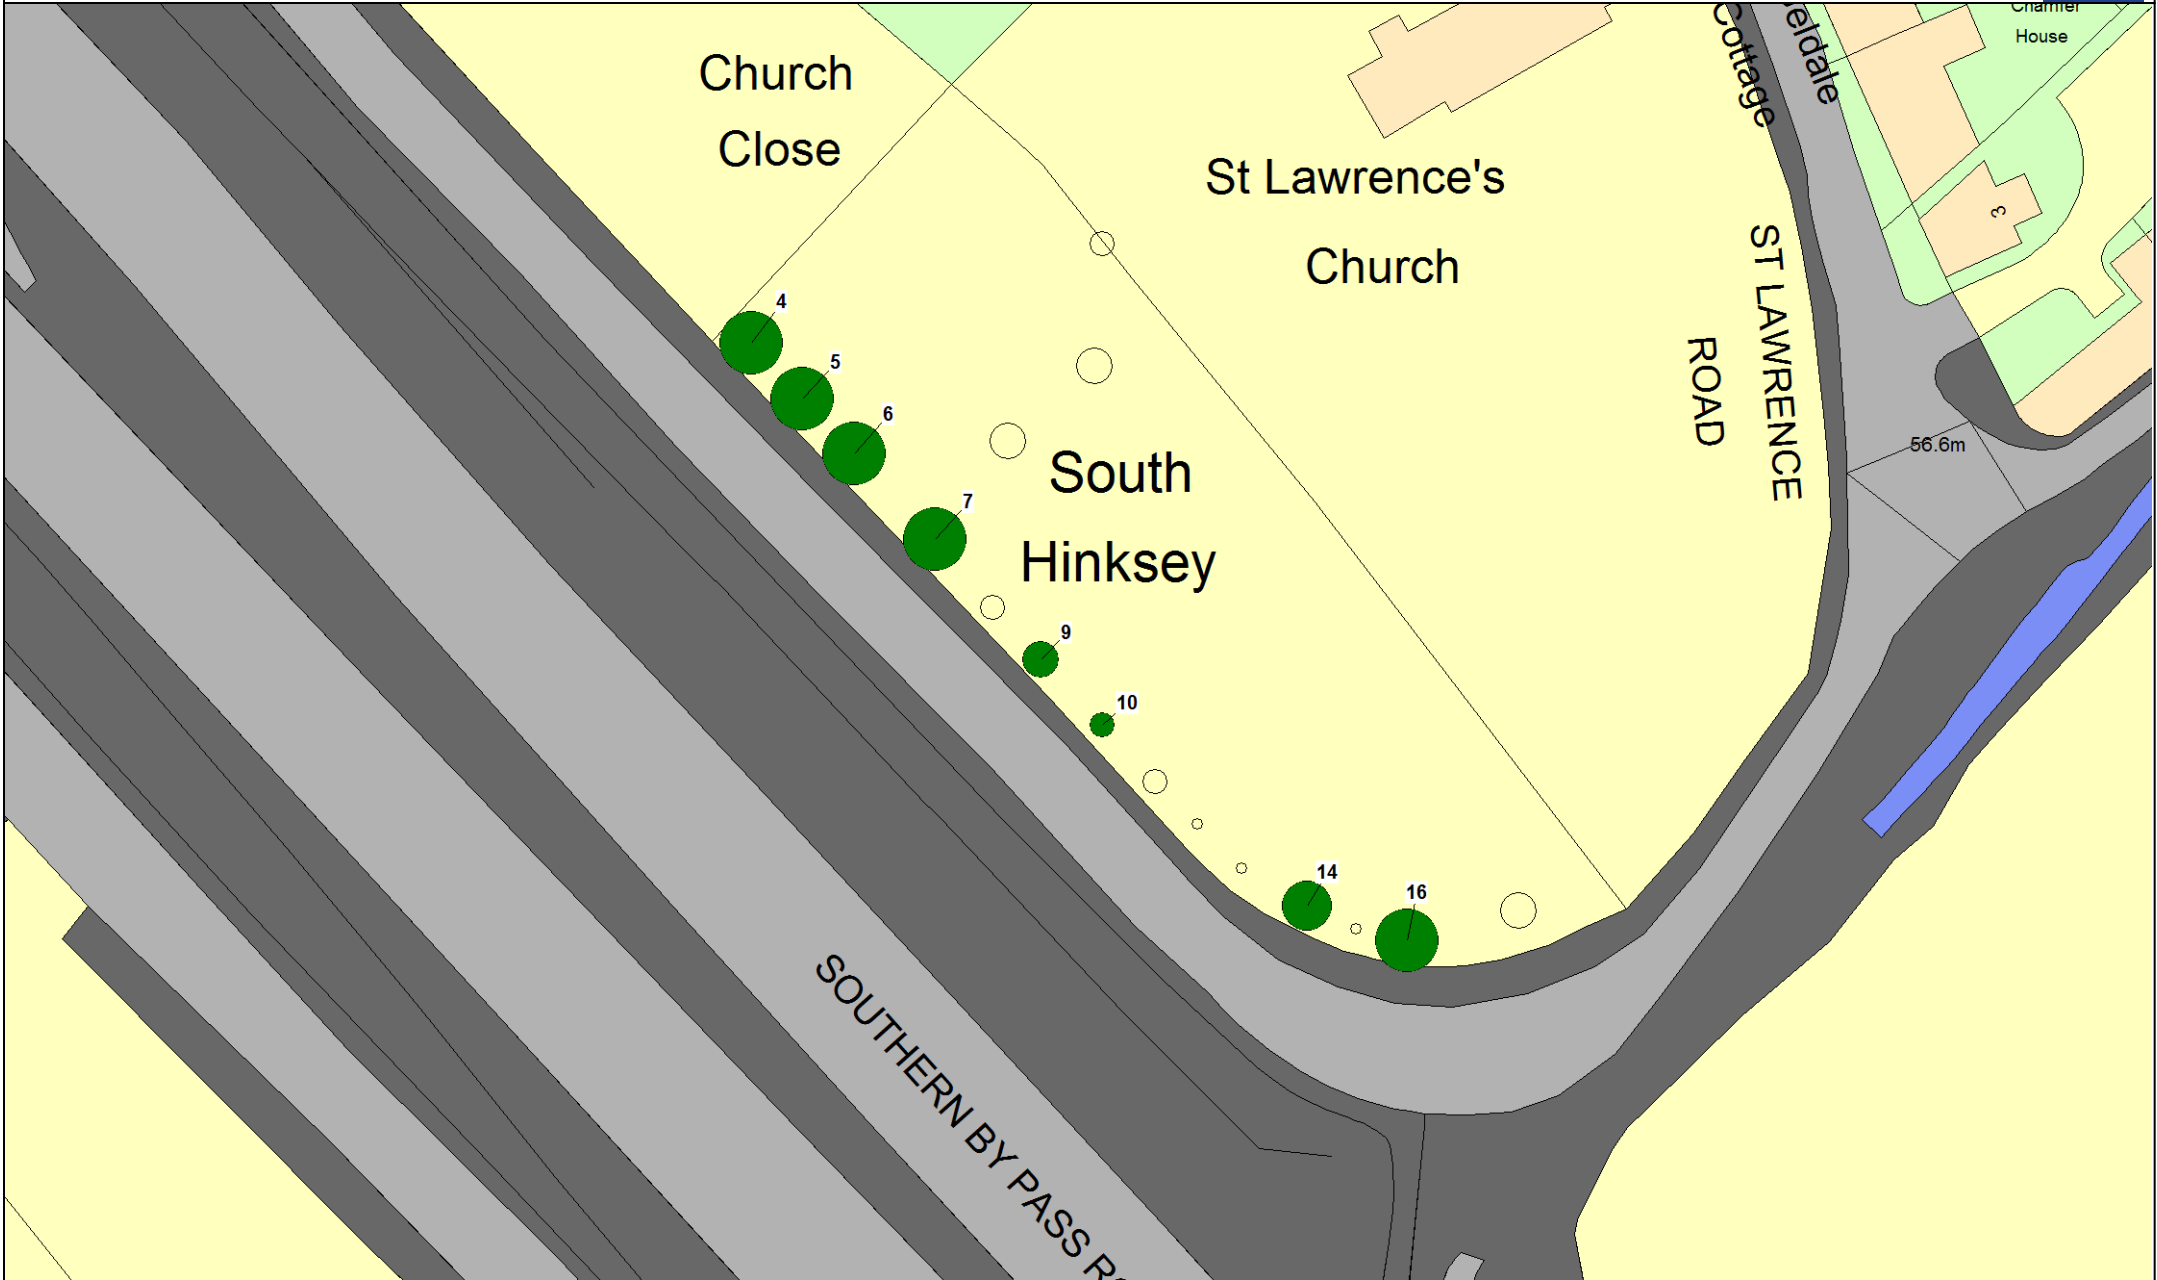 Church
Close
St Lawrence's
Church
Cottage
House
3
ST LAWRENCE
ROAD
56.6m
4
5
6
7
South
Hinksey
9
10
14
16
SOUTHERN BY PASS